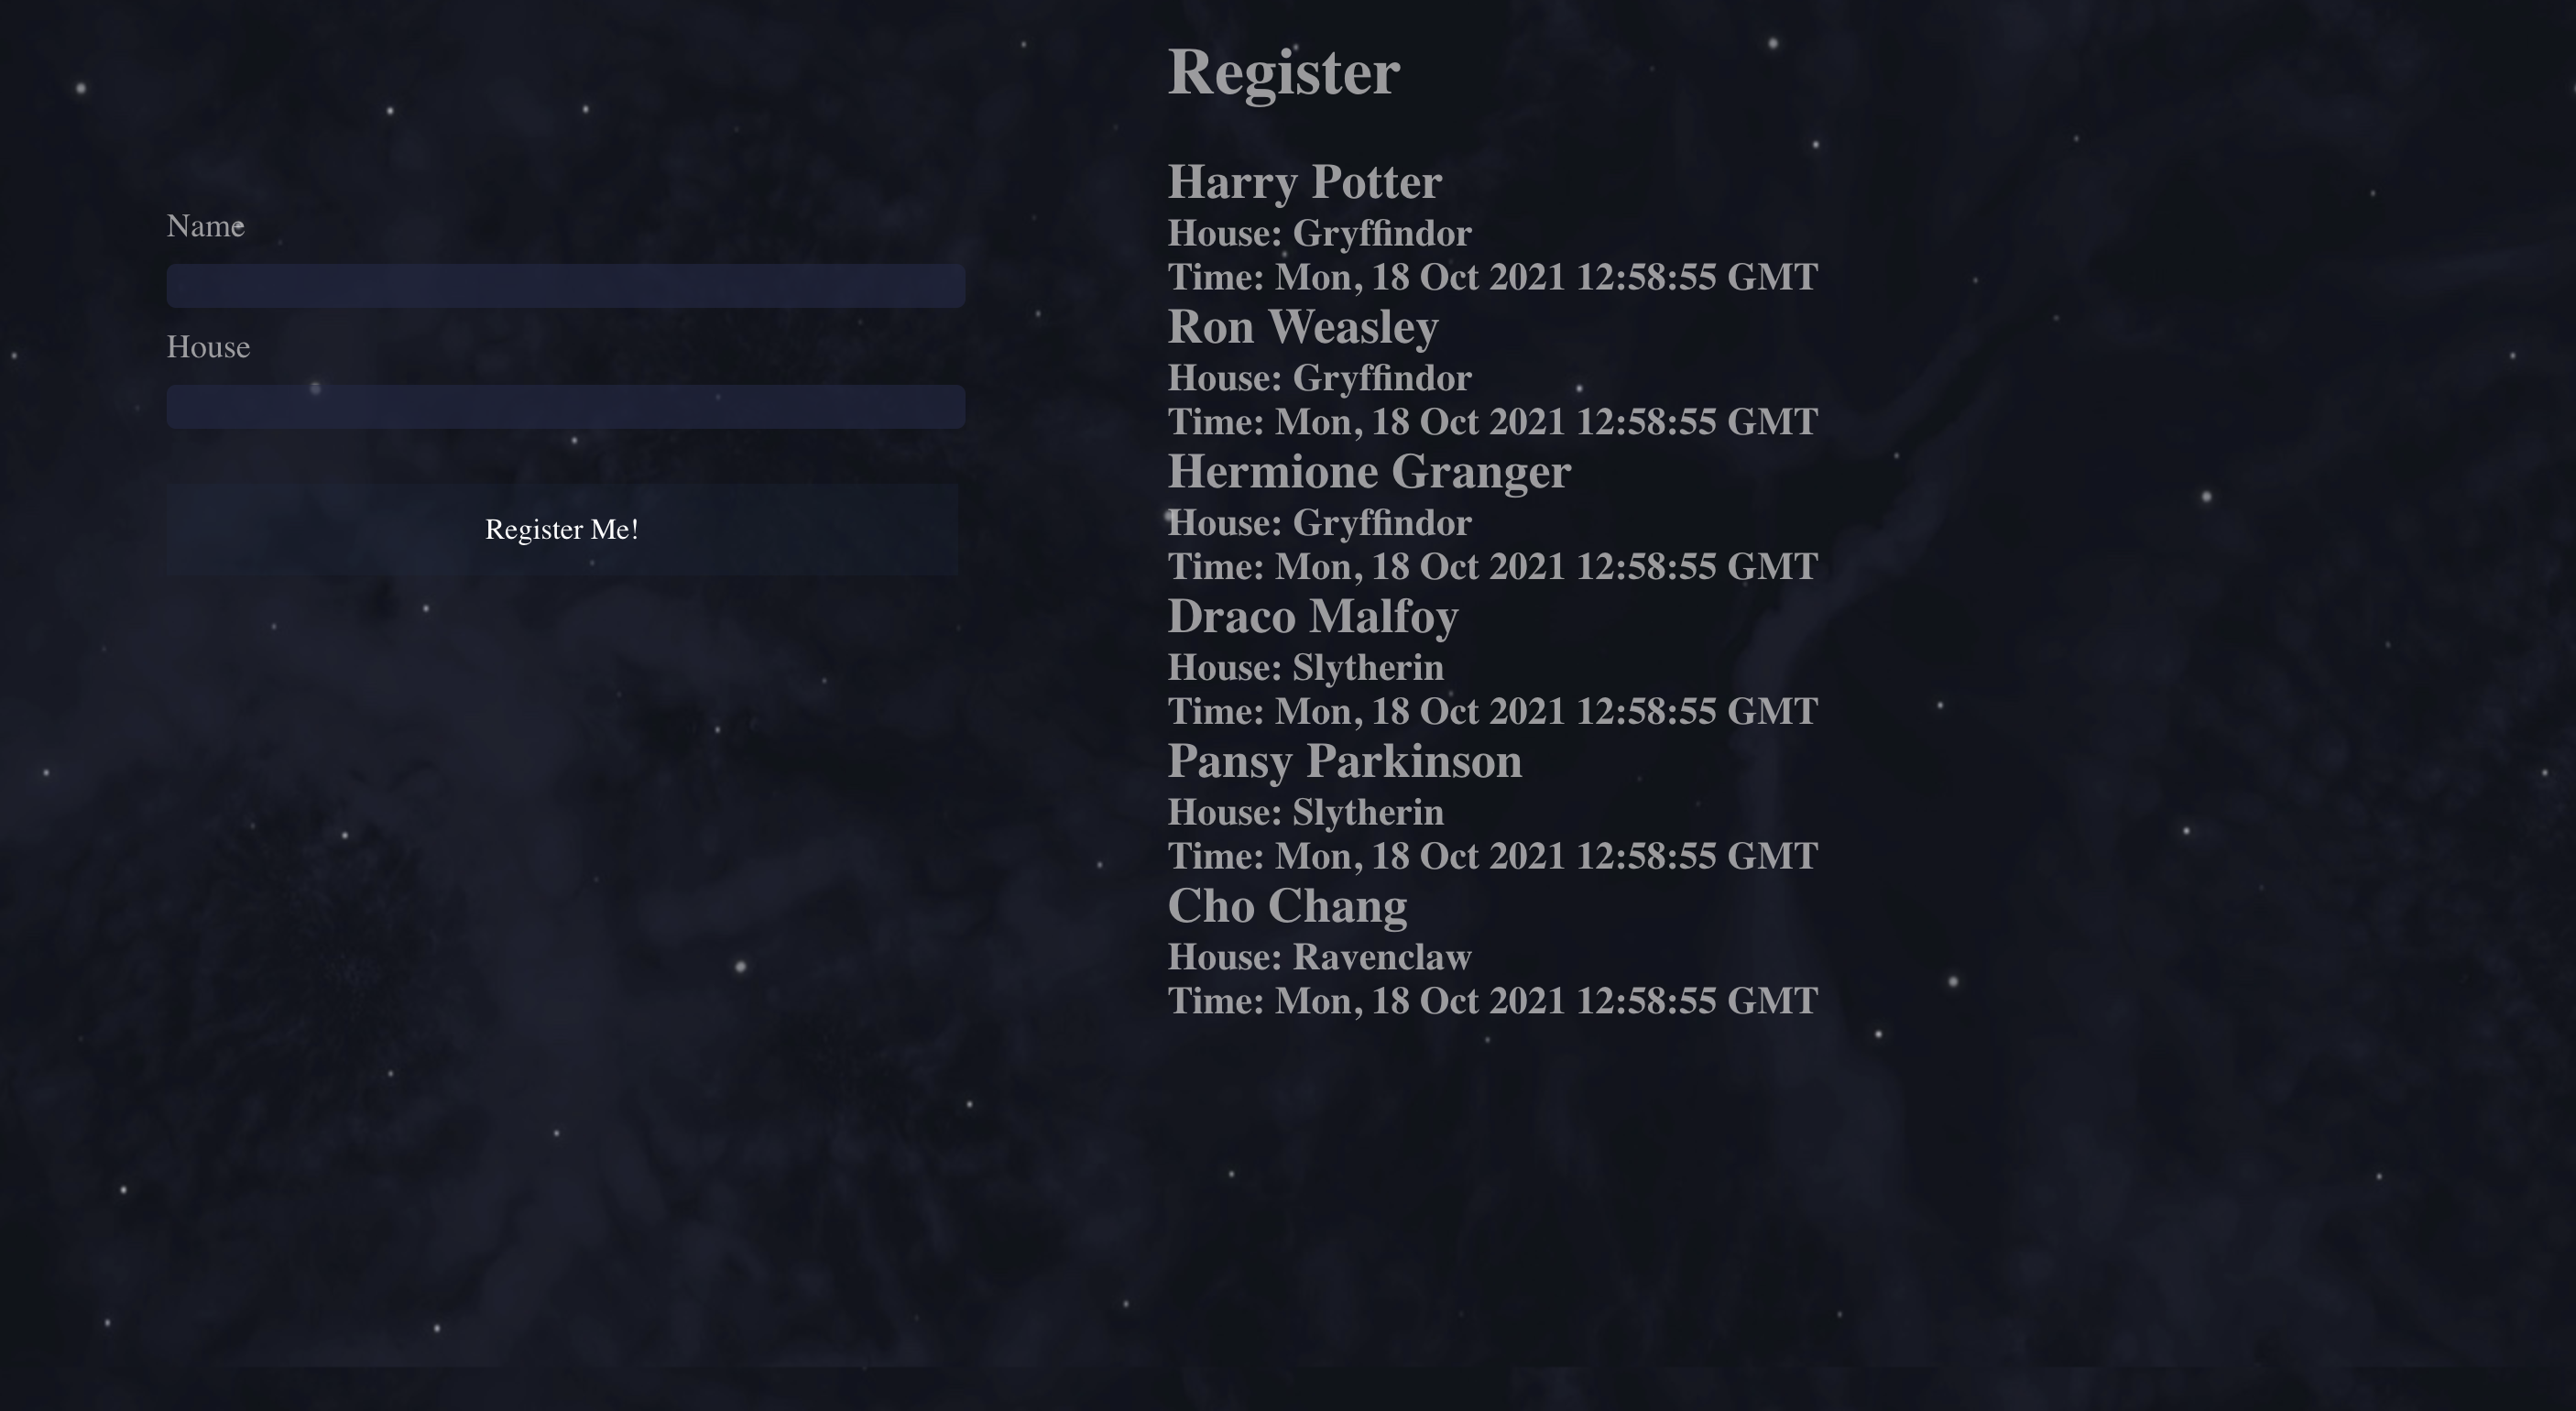 Name
House
Register Me!
Register
Harry Potter
House: Gryffindor
Time: Mon, 18 Oct 2021 12:58:55 GMT
Ron Weasley
House: Gryffindor
Time: Mon, 18 Oct 2021 12:58:55 GMT
Hermione Granger
House: Gryffindor
Time: Mon, 18 Oct 2021 12:58:55 GMT
Draco Malfoy
House: Slytherin
Time: Mon, 18 Oct 2021 12:58:55 GMT
Pansy Parkinson
House: Slytherin
Time: Mon, 18 Oct 2021 12:58:55 GMT
Cho Chang
House: Ravenclaw
Time: Mon, 18 Oct 2021 12:58:55 GMT